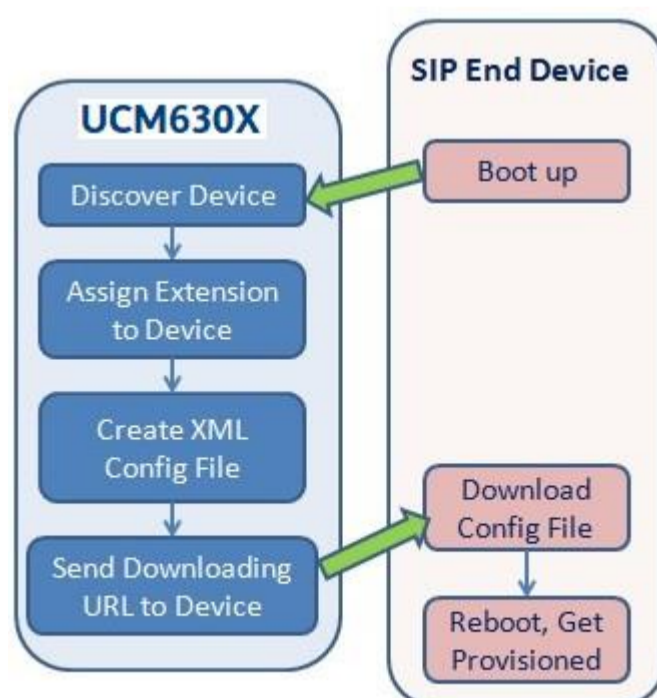 UCM630X
Discover Device
Assign Extension
to Device
Create XML
Config File
Send Downloading
URL to Device
SIP End Device
Boot up
Download
Config File
Reboot, Get
Provisioned